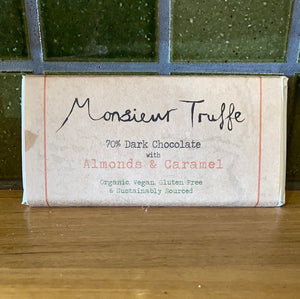 Monsieur Truffe
70% Dark Chocolate
with
Almonds & Caramel
Organic, Vegan, Gluten Free
& Sustainably Sourced